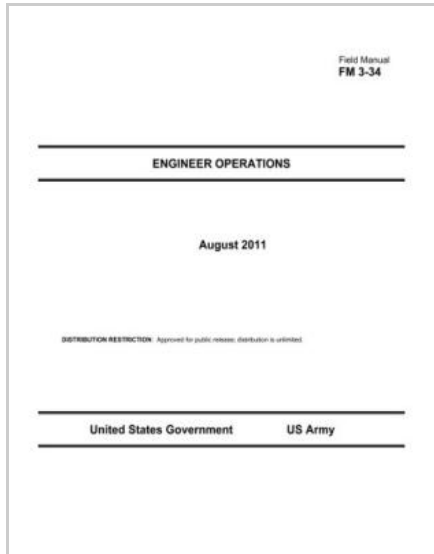 Field Manual
FM 3-34
ENGINEER OPERATIONS
August 2011
DISTRIBUTION RESTRICTION: Approved for public release; distribution is unlimited.
United States Government US Army